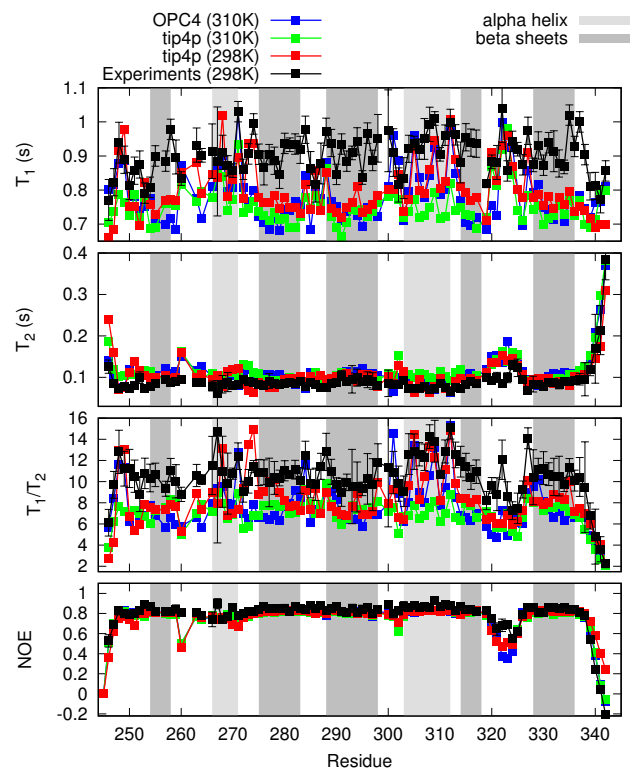 OPC4 (310K)
tip4p (310K)
tip4p (298K)
Experiments (298K)
alpha helix
beta sheets
T₁ (s)
1.1
1
0.9
0.8
0.7
T₂ (s)
0.4
0.3
0.2
0.1
T₁/T₂
16
14
12
10
8
6
4
2
NOE
1
0.8
0.6
0.4
0.2
0
-0.2
250 260 270 280 290 300 310 320 330 340
Residue